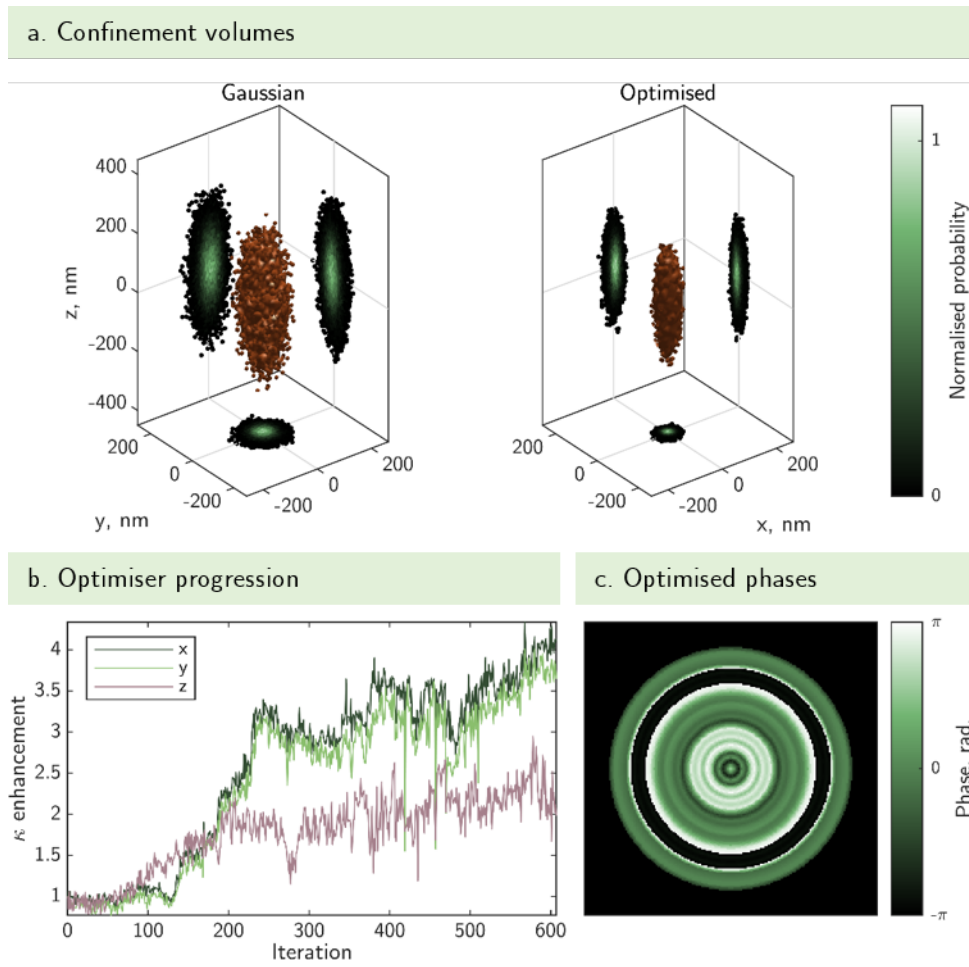 a. Confinement volumes
Gaussian
Optimised
400
200
0
-200
-400
z, nm
200
0
-200
y, nm
-200
0
200
200
0
-200
-200
0
200
x, nm
1
0
Normalised probability
b. Optimiser progression
c. Optimised phases
4
3.5
3
2.5
2
1.5
1
κ enhancement
x
y
z
0
100
200
300
400
500
600
Iteration
π
0
-π
Phase, rad.